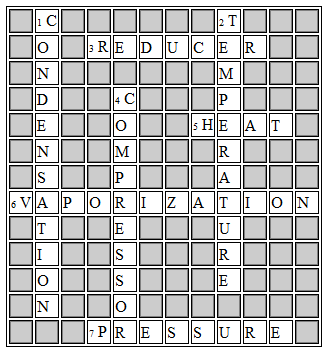 1 C 2 T
O 3 R E D U C E R
N M
D 4 C P
E O 5 H E A T
N M R
S P A
6 V A P O R I Z A T I O N
T E U
I S R
O S E
N O
7 P R E S S U R E